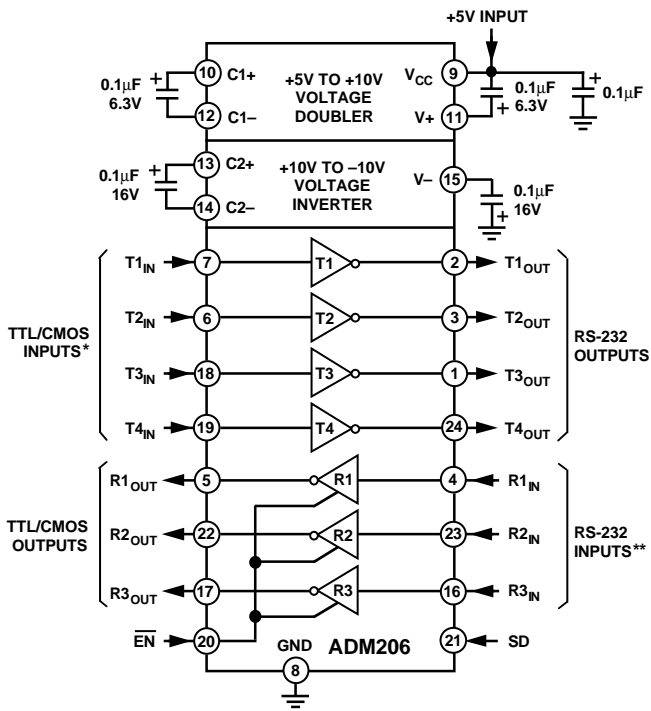 +5V INPUT
10 C1+
+5V TO +10V
VOLTAGE
DOUBLER
VCC 9
0.1μF
6.3V
+
12 C1–
V+ 11
+
0.1μF
6.3V
+
0.1μF
13 C2+
+10V TO –10V
VOLTAGE
INVERTER
V– 15
0.1μF
16V
+
14 C2–
0.1μF
16V
+
T1IN 7 T1 2 T1OUT
T2IN 6 T2 3 T2OUT
TTL/CMOS
INPUTS*
RS-232
OUTPUTS
T3IN 18 T3 1 T3OUT
T4IN 19 T4 24 T4OUT
R1OUT 5 R1 4 R1IN
TTL/CMOS
OUTPUTS
R2OUT 22 R2 23 R2IN
RS-232
INPUTS**
R3OUT 17 R3 16 R3IN
E̅N̅ 20
GND
8
ADM206
21 SD